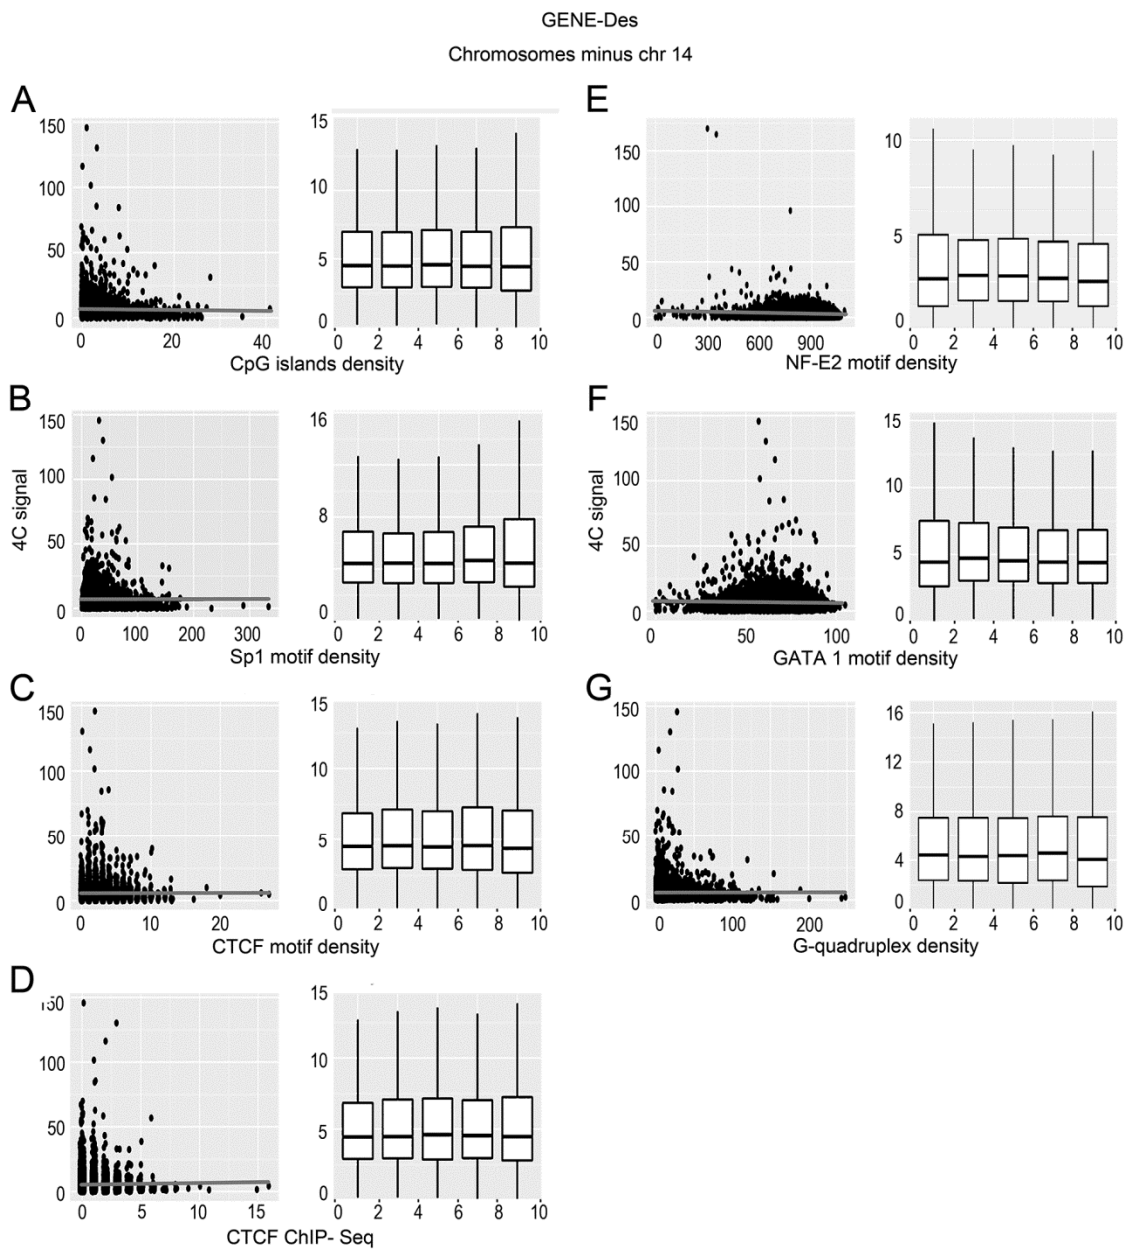 GENE-Des
Chromosomes minus chr 14
A
150
100
50
0
0 20 40
15
10
5
0
0 2 4 6 8 10
CpG islands density
E
150
100
50
0
0 300 600 900
10
5
0
0 2 4 6 8 10
NF-E2 motif density
B
4C signal
150
100
50
0
0 100 200 300
16
8
0
0 2 4 6 8 10
Sp1 motif density
F
4C signal
150
100
50
0
0 50 100
15
10
5
0
0 2 4 6 8 10
GATA 1 motif density
C
150
100
50
0
0 10 20
15
10
5
0
0 2 4 6 8 10
CTCF motif density
G
150
100
50
0
0 100 200
16
12
8
4
0
0 2 4 6 8 10
G-quadruplex density
D
150
100
50
0
0 5 10 15
15
10
5
0
0 2 4 6 8 10
CTCF ChIP- Seq